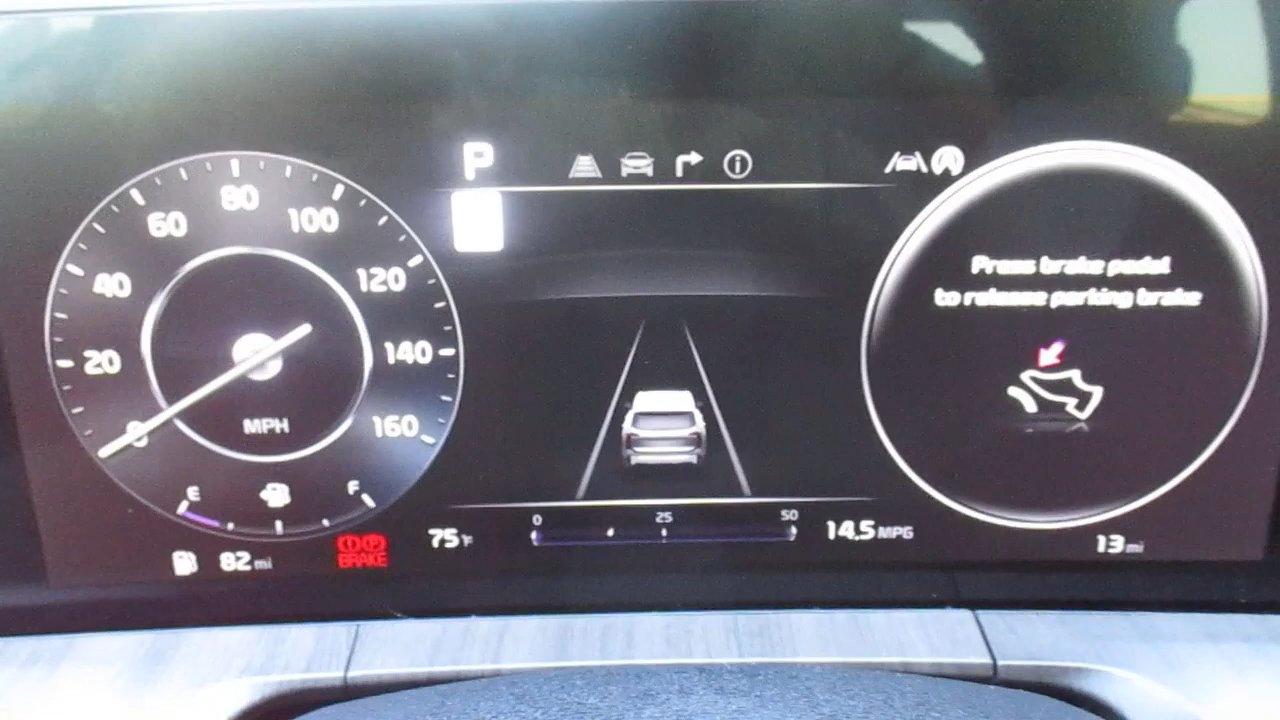 P
80
60
100
40
120
20
140
0
160
MPH
E
F
82 mi
BRAKE
75°F
0
25
50
14.5 MPG
Press brake pedal
to release parking brake
13 mi